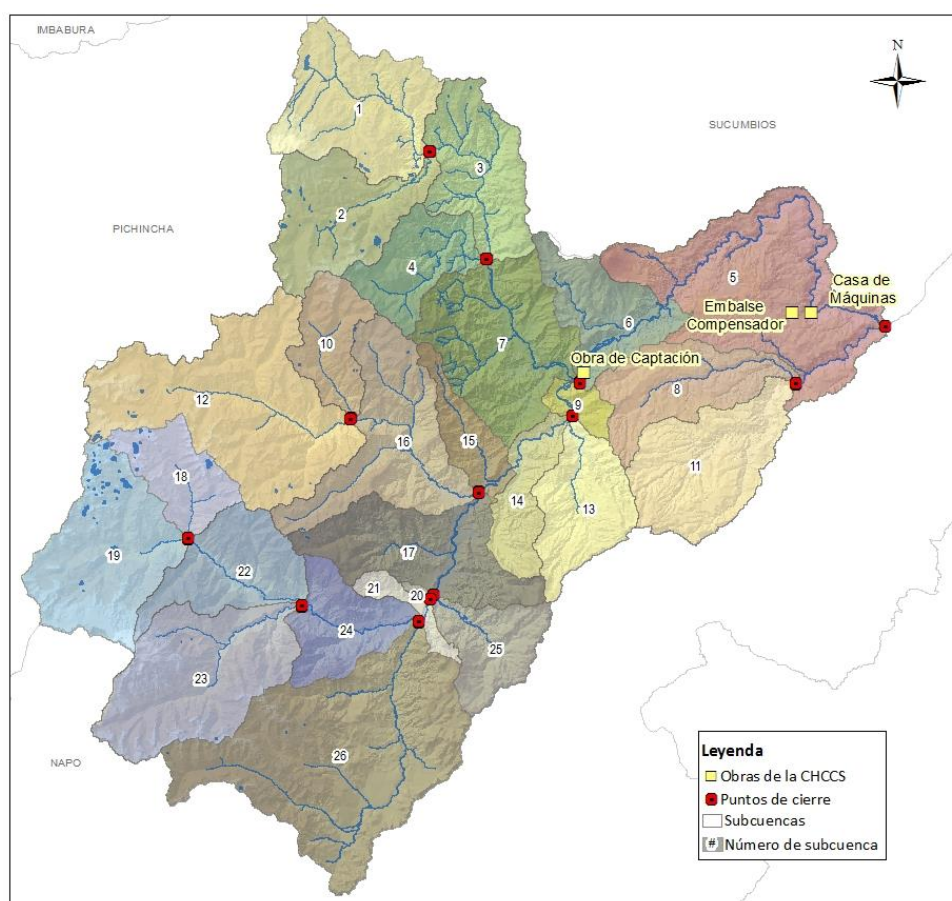 IMBABURA
N
1
SUCUMBIOS
3
2
PICHINCHA
4
5
Casa de
Máquinas
Embalse
Compensador
10
7
6
Obra de Captación
12
8
9
16
15
11
18
14
13
19
17
22
21
20
24
25
23
26
NAPO
Leyenda
Obras de la CHCCS
Puntos de cierre
Subcuencas
(#) Número de subcuenca